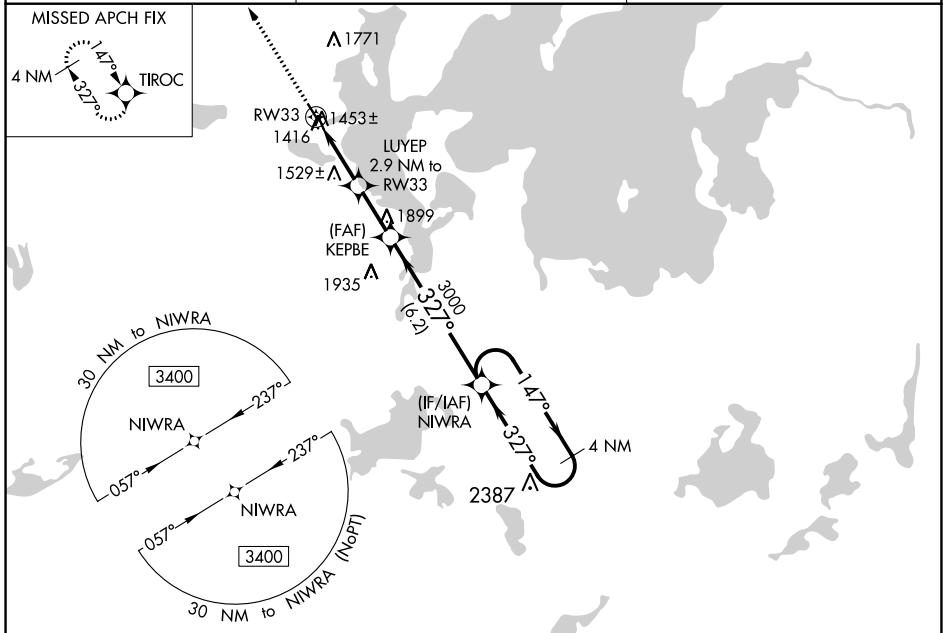 MISSED APCH FIX
147°
4 NM
TIROC
327°
1771
RW33
1453±
1416
LUYEP
2.9 NM to
RW33
1529±
1899
(FAF)
KEPBE
1935
3000
327°
(6.2)
30 NM to NIWRA
3400
237°
NIWRA
057°
(IF/IAF)
NIWRA
147°
327°
4 NM
2387
237°
NIWRA
057°
3400
30 NM to NIWRA (NoPT)